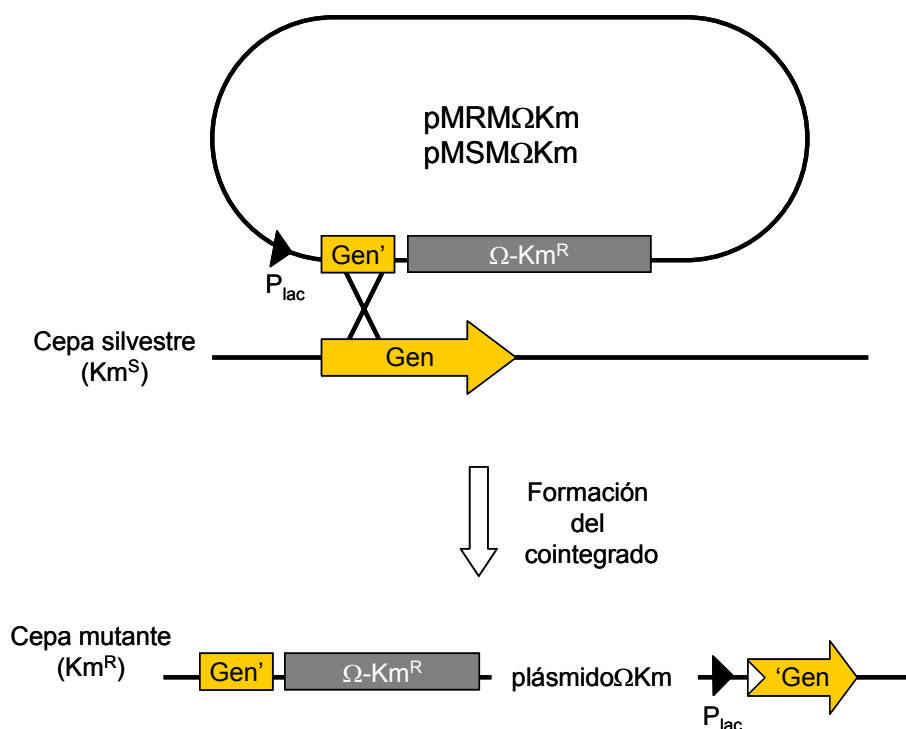 pMRMΩKm
pMSMΩKm
Gen’
Ω-Kmᴿ
Plac
Cepa silvestre
(Kmˢ)
Gen
Formación
del
cointegrado
Cepa mutante
(Kmᴿ)
Gen’
Ω-Kmᴿ
plásmidoΩKm
‘Gen
Plac